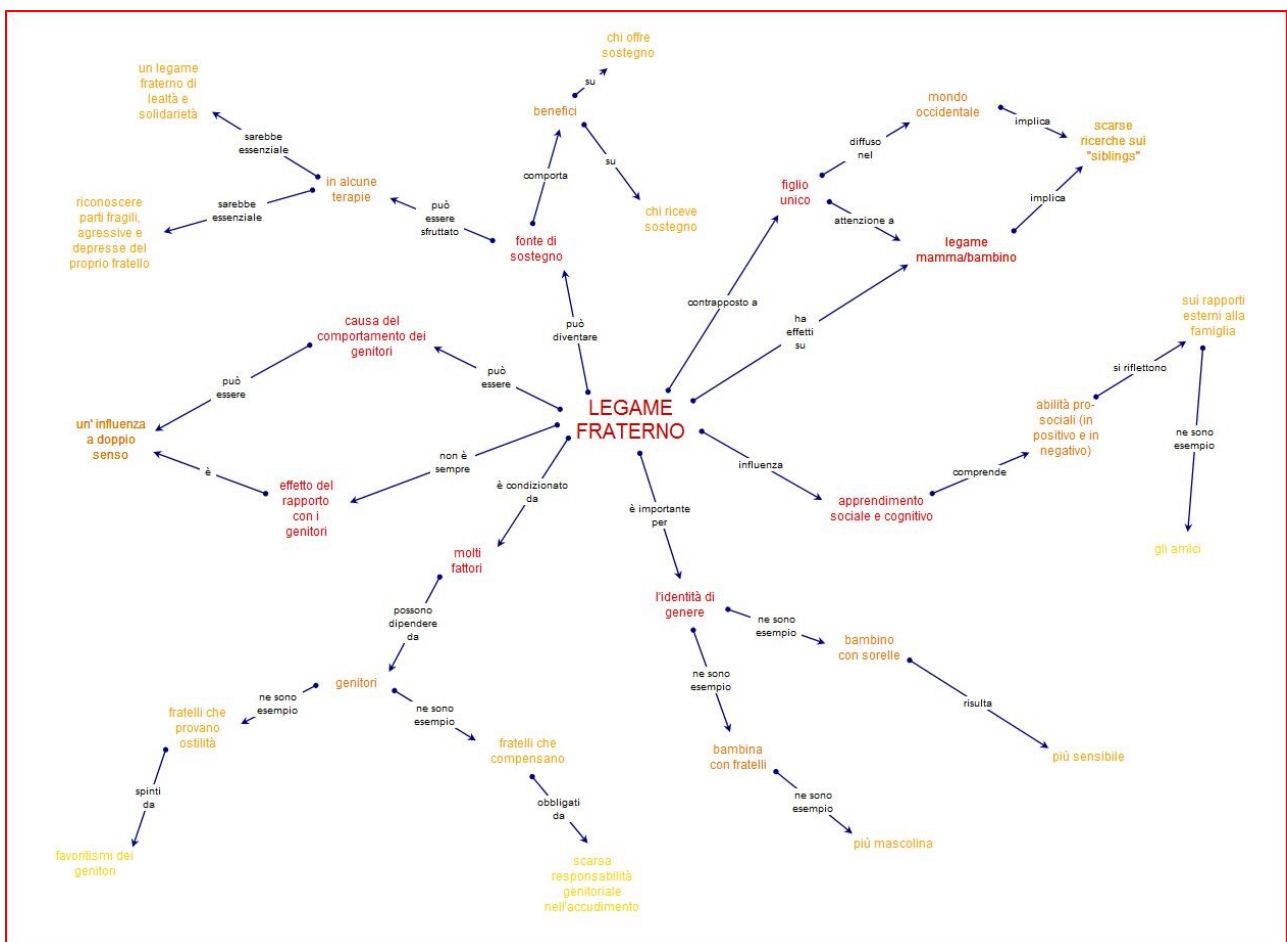 chi offre
sostegno
su
benefici
su
chi riceve
sostegno
comporta
un legame
fraterno di
lealtà e
solidarietà
sarebbe
essenziale
in alcune
terapie
sarebbe
essenziale
riconoscere
parti fragili,
agressive e
depresse del
proprio fratello
può
essere
sfruttato
fonte di
sostegno
può
diventare
mondo
occidentale
implica
scarse
ricerche sui
"siblings"
diffuso
nel
figlio
unico
attenzione a
implica
legame
mamma/bambino
contrapposto a
ha
effetti
su
causa del
comportamento dei
genitori
può
essere
può
essere
un' influenza
a doppio
senso
è
effetto del
rapporto
con i
genitori
non è
sempre
LEGAME
FRATERNO
influenza
apprendimento
sociale e cognitivo
comprende
abilità pro-
sociali (in
positivo e in
negativo)
si riflettono
sui rapporti
esterni alla
famiglia
ne sono
esempio
gli amici
è condizionato
da
molti
fattori
possono
dipendere
da
genitori
ne sono
esempio
fratelli che
provano
ostilità
spinti
da
favoritismi dei
genitori
ne sono
esempio
fratelli che
compensano
obbligati
da
scarsa
responsabilità
genitoriale
nell'accudimento
è importante
per
l'identità di
genere
ne sono
esempio
bambino
con sorelle
risulta
più sensibile
ne sono
esempio
bambina
con fratelli
ne sono
esempio
più mascolina